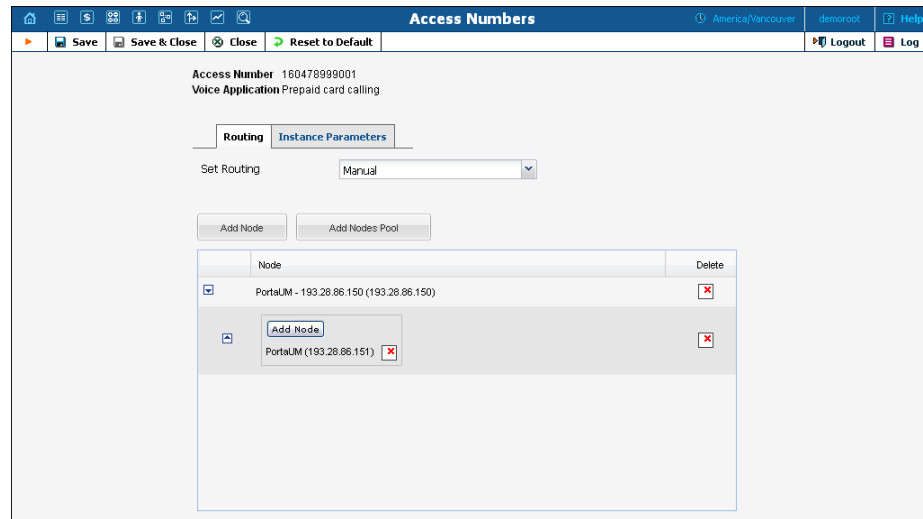 Access Numbers America/Vancouver demoroot Help
Save Save & Close Close Reset to Default Logout Log
Access Number 160478999001
Voice Application Prepaid card calling
Routing Instance Parameters
Set Routing Manual
Add Node Add Nodes Pool
Node Delete
PortaUM - 193.28.86.150 (193.28.86.150)
Add Node
PortaUM (193.28.86.151)